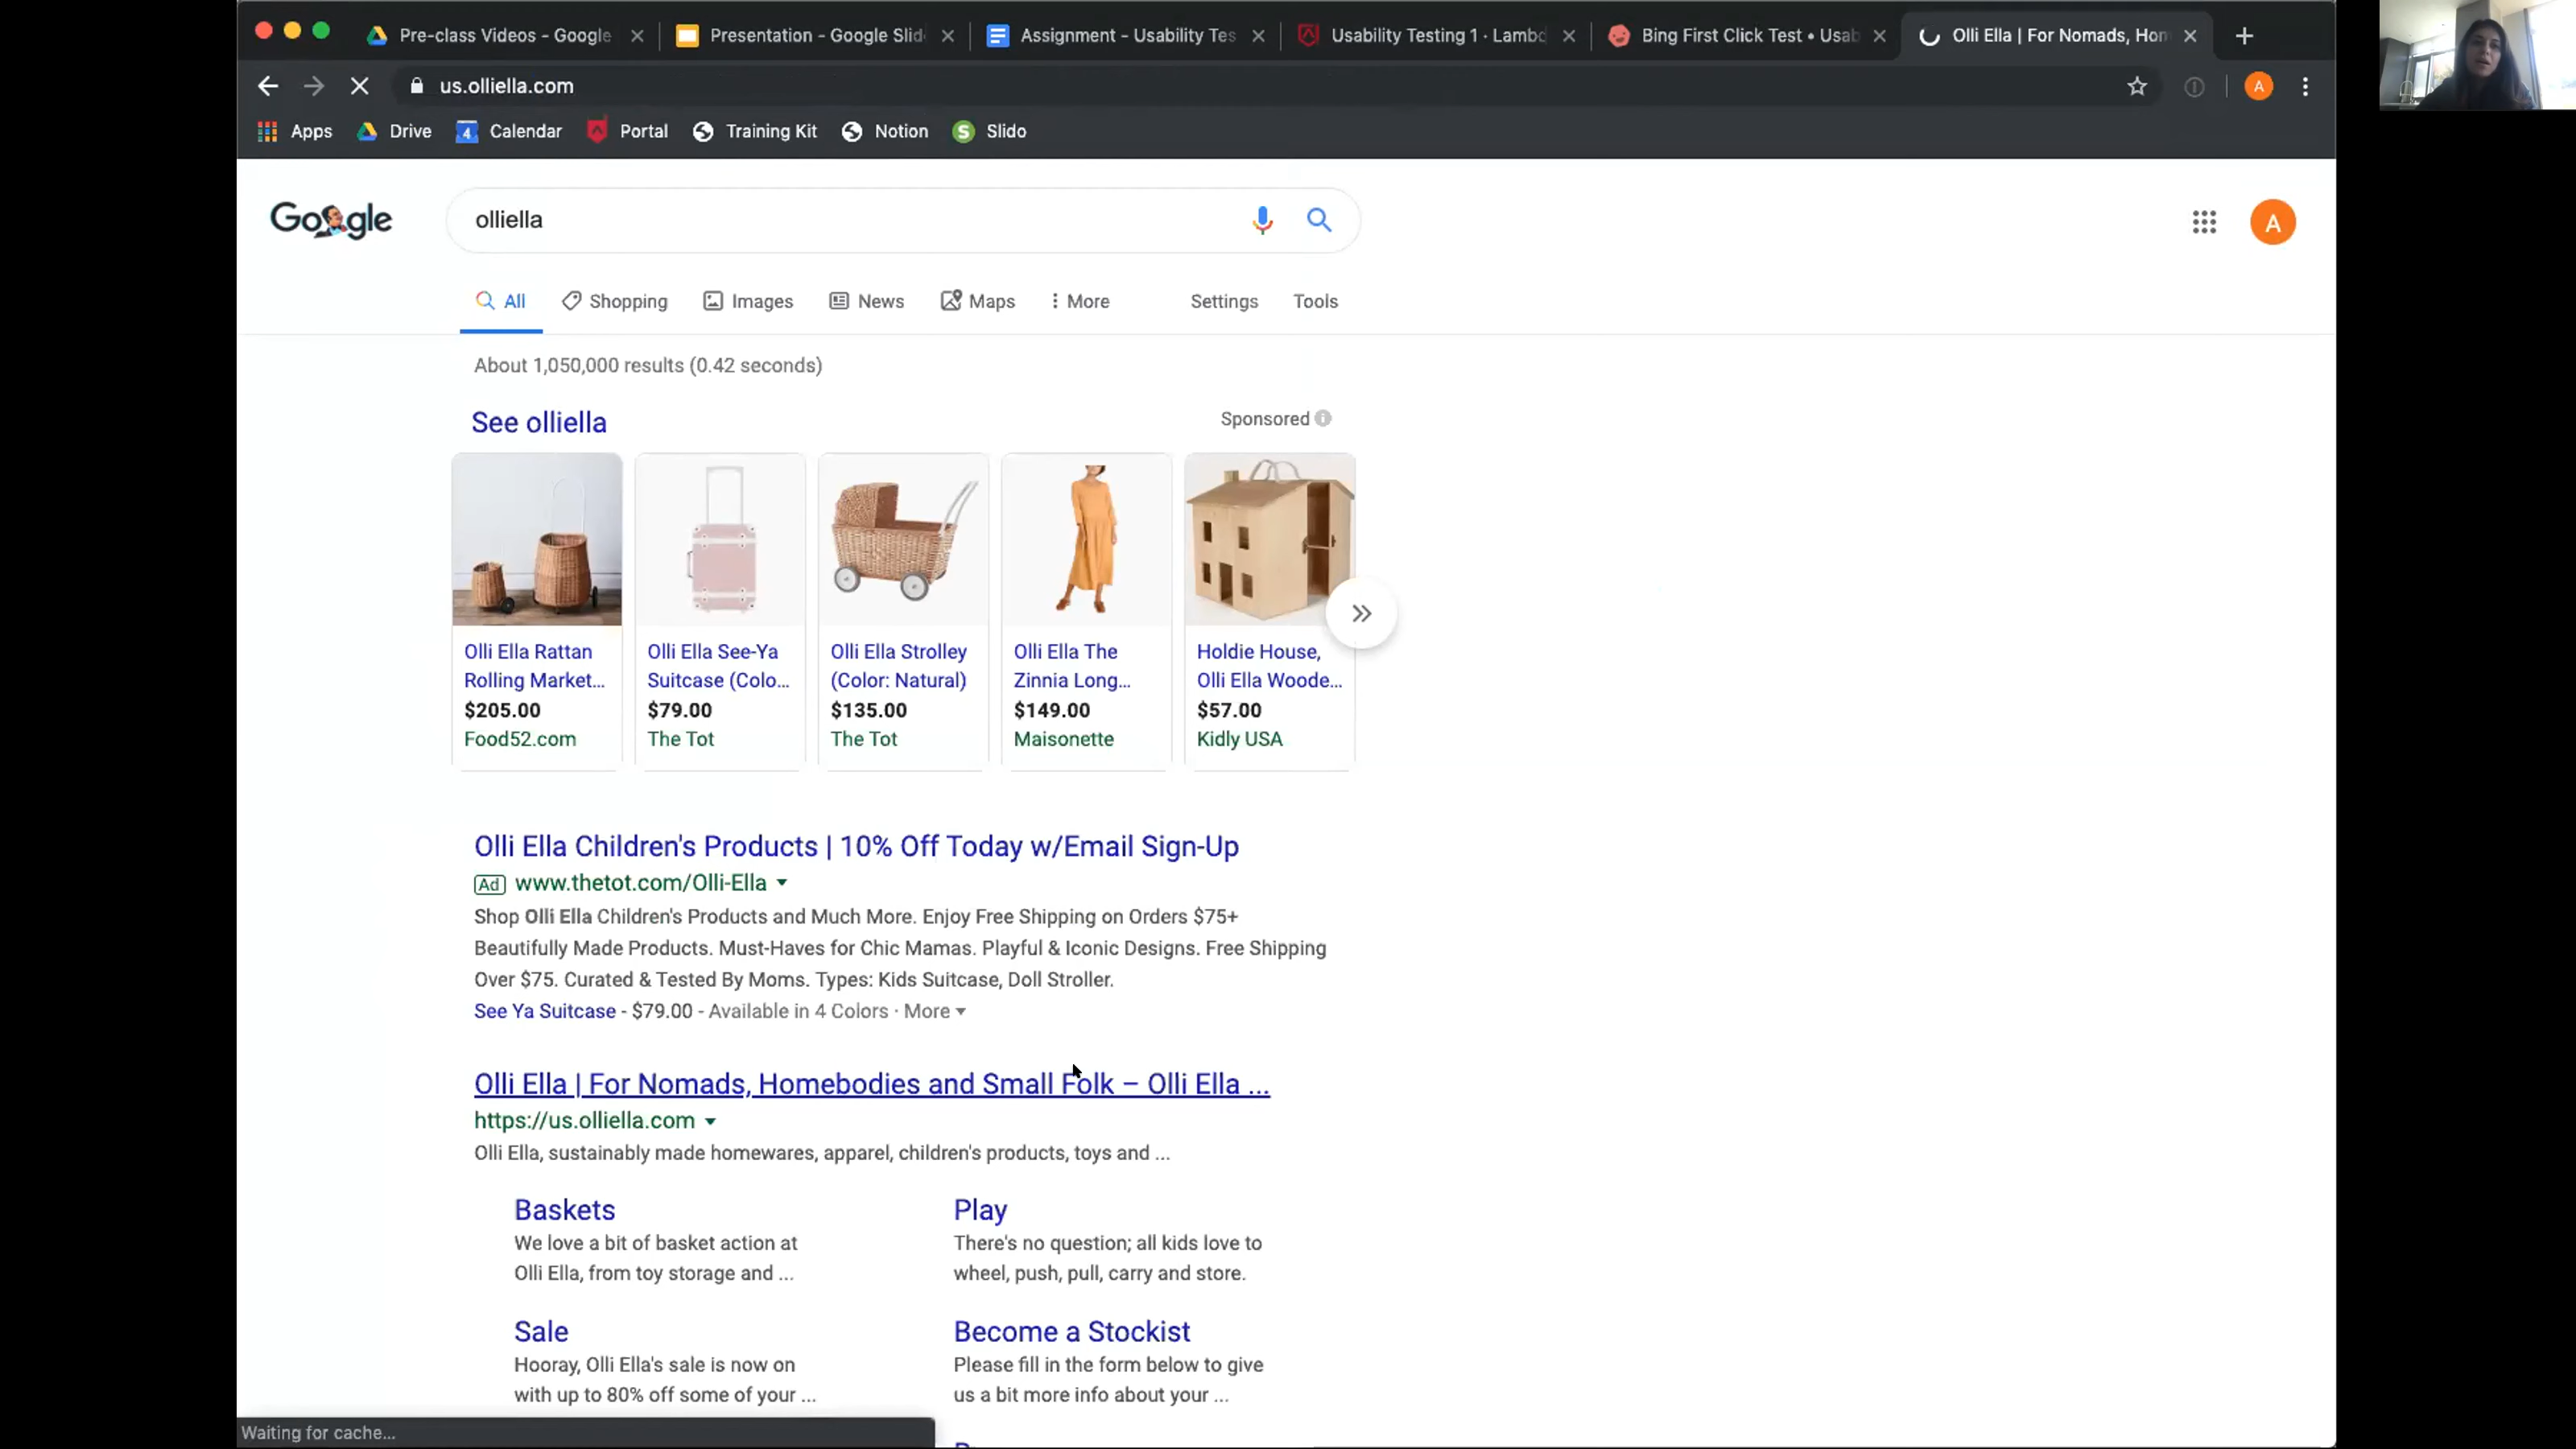 Pre-class Videos - Google
Presentation - Google Slid
Assignment - Usability Tes
Usability Testing 1 · Lambd
Bing First Click Test • Usab
Olli Ella | For Nomads, Hom
us.olliella.com
A
Apps
Drive
4
Calendar
Portal
Training Kit
Notion
S
Slido
Google
olliella
A
All
Shopping
Images
News
Maps
More
Settings
Tools
About 1,050,000 results (0.42 seconds)
See olliella
Sponsored
Olli Ella Rattan
Rolling Market...
$205.00
Food52.com
Olli Ella See-Ya
Suitcase (Colo...
$79.00
The Tot
Olli Ella Strolley
(Color: Natural)
$135.00
The Tot
Olli Ella The
Zinnia Long...
$149.00
Maisonette
Holdie House,
Olli Ella Woode...
$57.00
Kidly USA
Olli Ella Children's Products | 10% Off Today w/Email Sign-Up
Ad www.thetot.com/Olli-Ella
Shop Olli Ella Children's Products and Much More. Enjoy Free Shipping on Orders $75+
Beautifully Made Products. Must-Haves for Chic Mamas. Playful & Iconic Designs. Free Shipping
Over $75. Curated & Tested By Moms. Types: Kids Suitcase, Doll Stroller.
See Ya Suitcase - $79.00 - Available in 4 Colors · More
Olli Ella | For Nomads, Homebodies and Small Folk – Olli Ella ...
https://us.olliella.com
Olli Ella, sustainably made homewares, apparel, children's products, toys and ...
Baskets
We love a bit of basket action at
Olli Ella, from toy storage and ...
Play
There's no question; all kids love to
wheel, push, pull, carry and store.
Sale
Hooray, Olli Ella's sale is now on
with up to 80% off some of your ...
Become a Stockist
Please fill in the form below to give
us a bit more info about your ...
Waiting for cache...